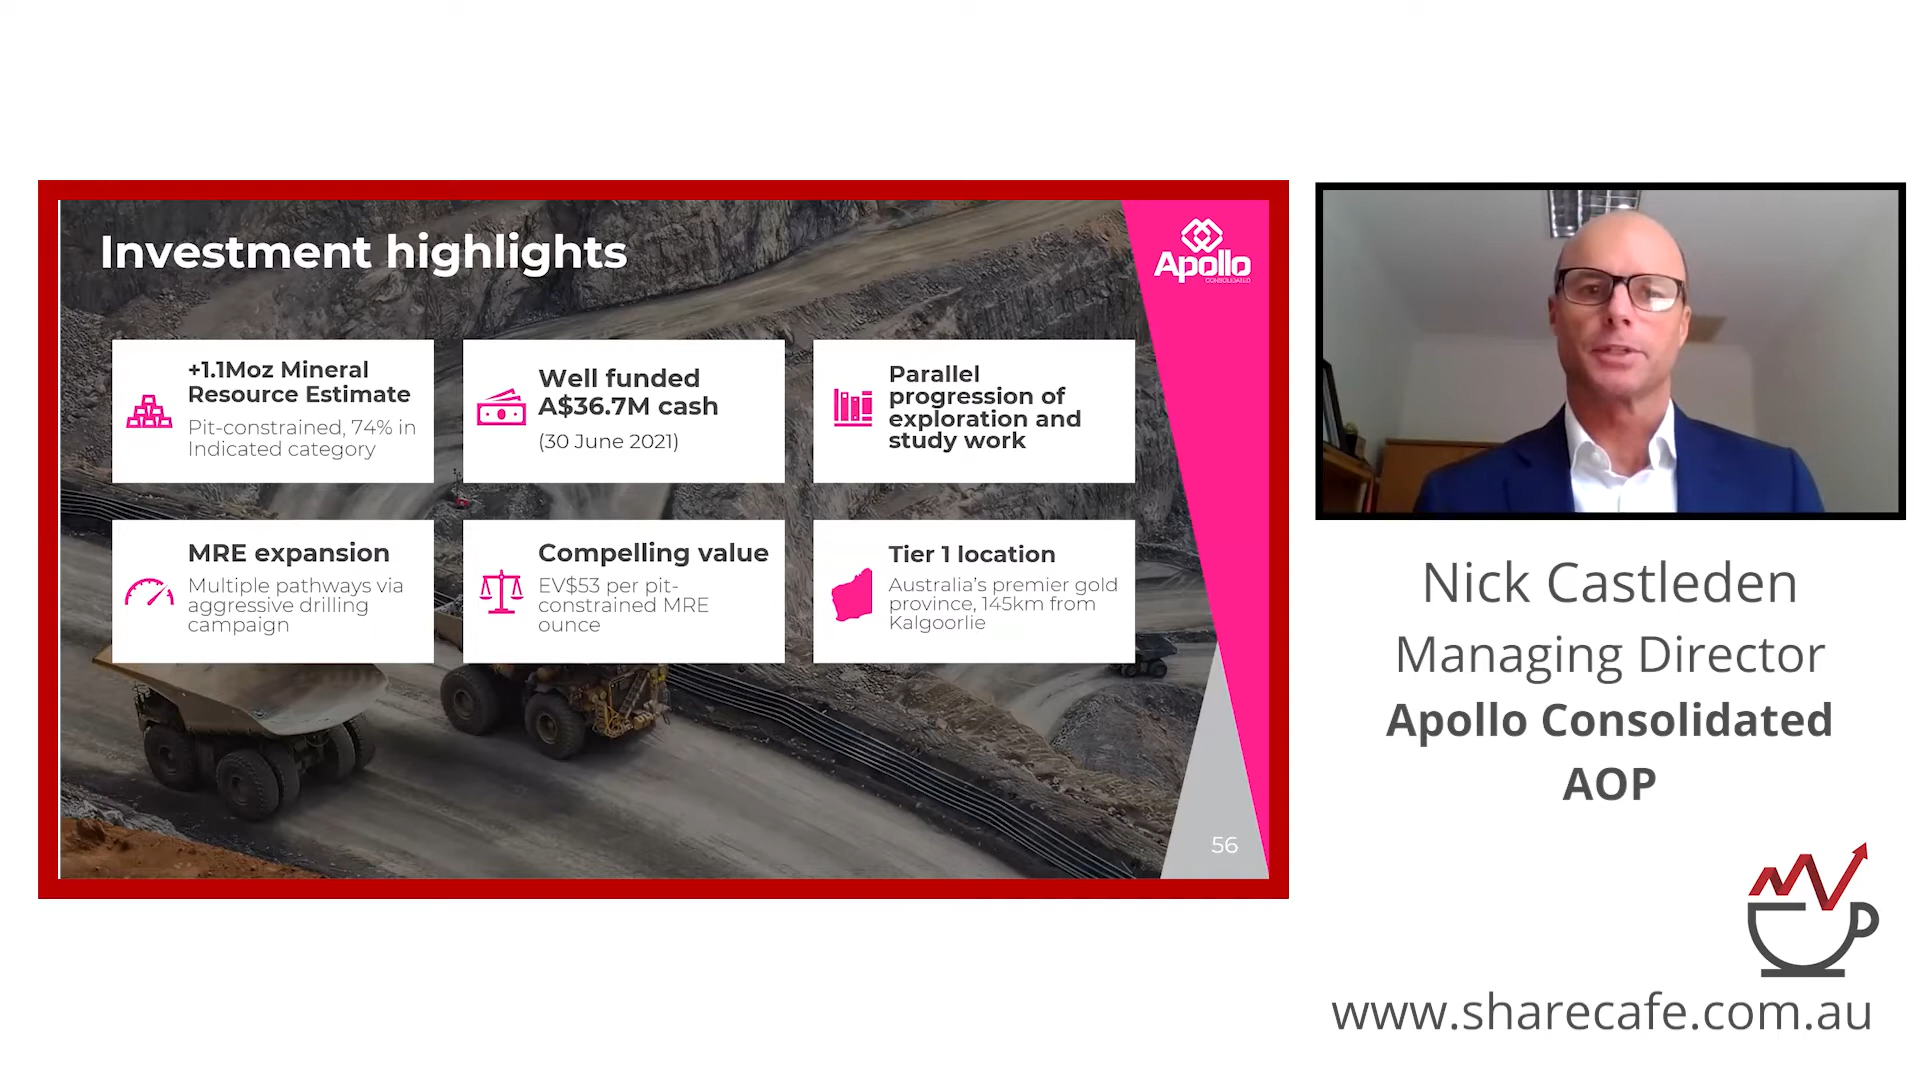 Investment highlights
Apollo
CONSOLIDATED
+1.1Moz Mineral
Resource Estimate
Pit-constrained, 74% in
Indicated category
Well funded
A$36.7M cash
(30 June 2021)
Parallel
progression of
exploration and
study work
MRE expansion
Multiple pathways via
aggressive drilling
campaign
Compelling value
EV$53 per pit-
constrained MRE
ounce
Tier 1 location
Australia's premier gold
province, 145km from
Kalgoorlie
56
Nick Castleden
Managing Director
Apollo Consolidated
AOP
www.sharecafe.com.au